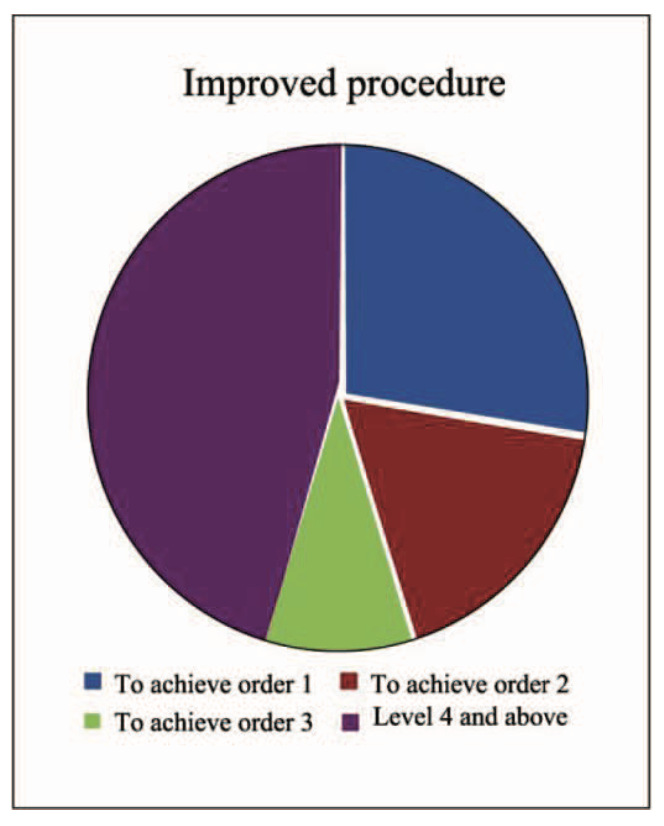 Improved procedure
To achieve order 1
To achieve order 2
To achieve order 3
Level 4 and above